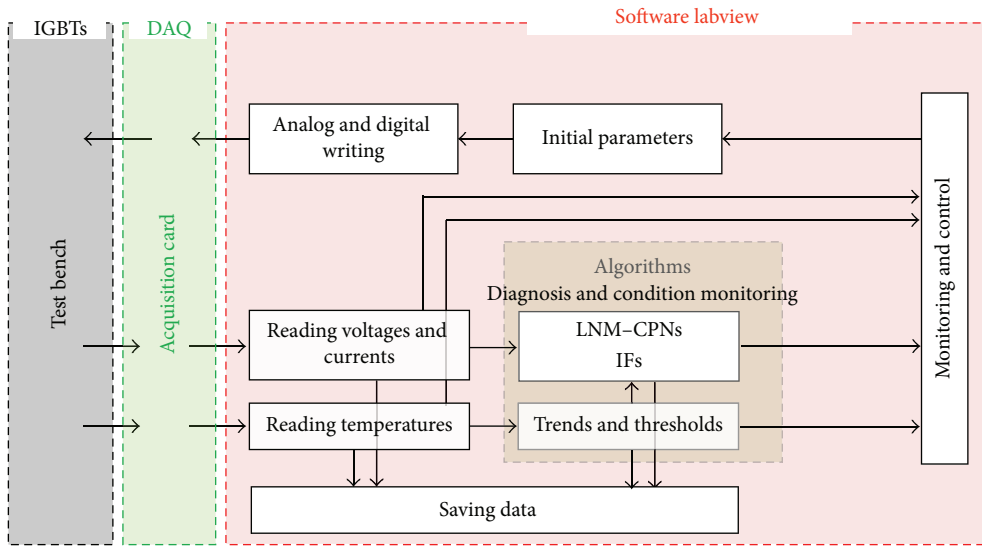 IGBTs
DAQ
Software labview
Analog and digital
writing
Initial parameters
Test bench
Acquisition card
Monitoring and control
Algorithms
Diagnosis and condition monitoring
Reading voltages and
currents
LNM–CPNs
IFs
Reading temperatures
Trends and thresholds
Saving data